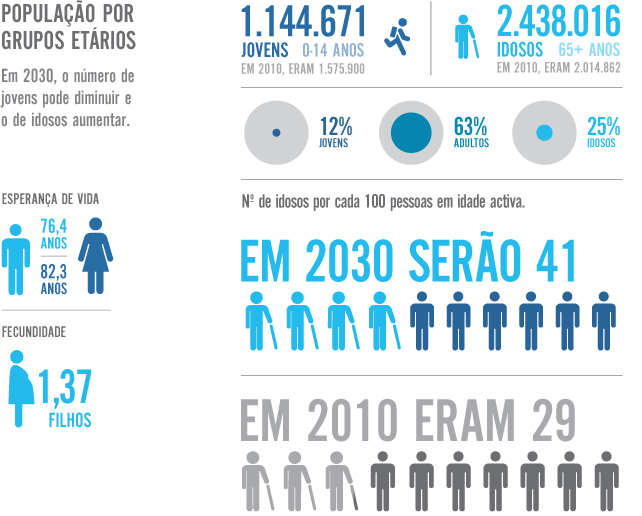 POPULAÇÃO POR
GRUPOS ETÁRIOS
Em 2030, o número de
jovens pode diminuir e
o de idosos aumentar.
1.144.671
JOVENS 0-14 ANOS
EM 2010, ERAM 1.575.900
2.438.016
IDOSOS 65+ ANOS
EM 2010, ERAM 2.014.862
12%
JOVENS
63%
ADULTOS
25%
IDOSOS
ESPERANÇA DE VIDA
76,4
ANOS
82,3
ANOS
FECUNDIDADE
1,37
FILHOS
Nº de idosos por cada 100 pessoas em idade activa.
EM 2030 SERÃO 41
EM 2010 ERAM 29